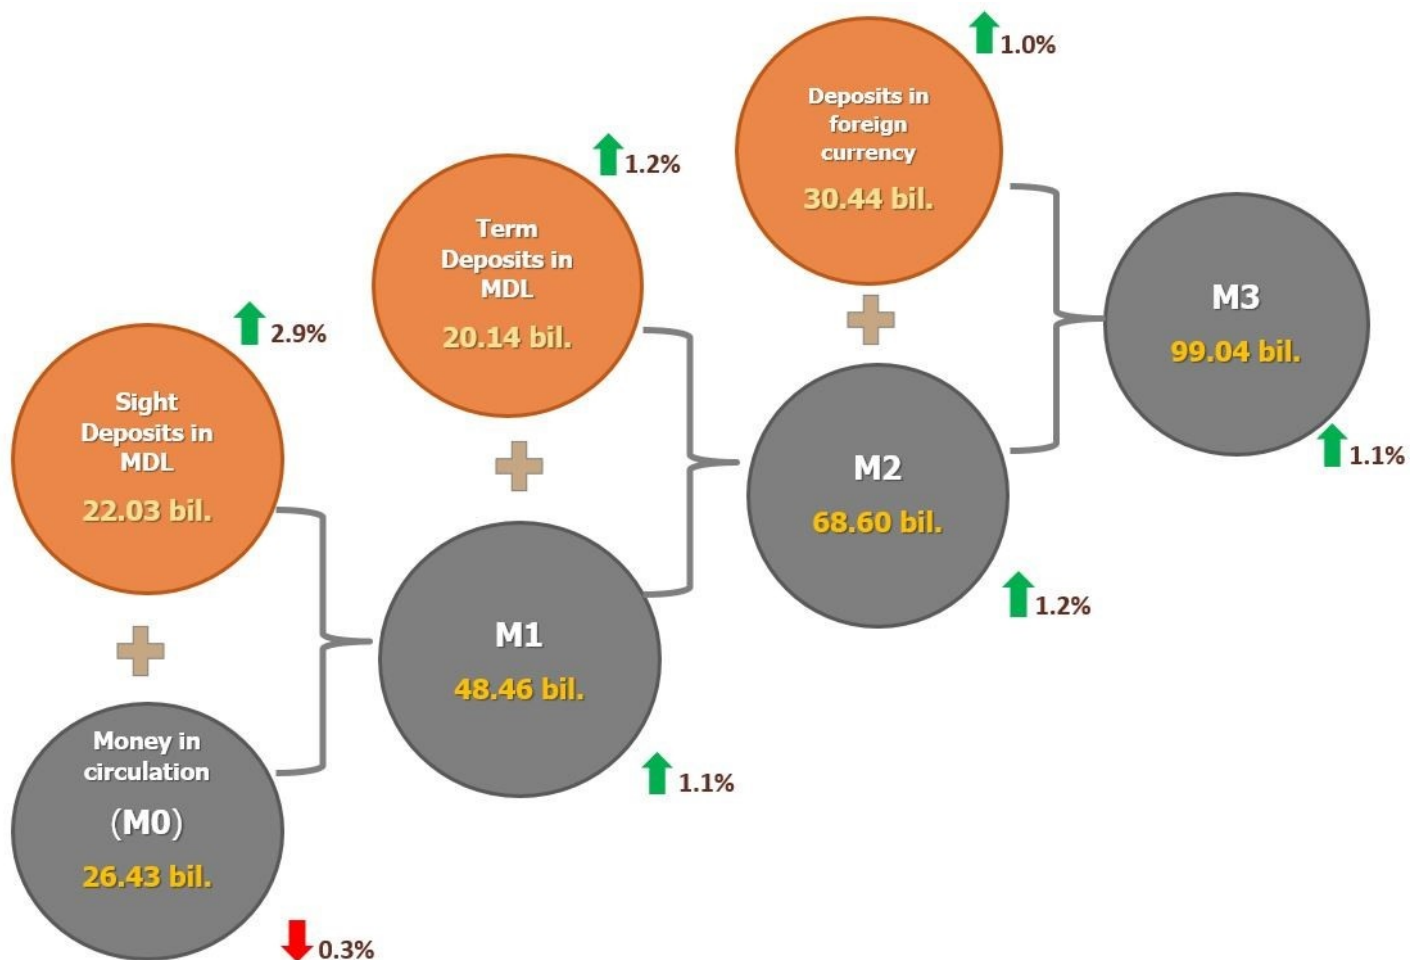 Sight
Deposits in
MDL
22.03 bil.
2.9%
Money in
circulation
(M0)
26.43 bil.
0.3%
Term
Deposits in
MDL
20.14 bil.
1.2%
M1
48.46 bil.
1.1%
Deposits in
foreign
currency
30.44 bil.
1.0%
M2
68.60 bil.
1.2%
M3
99.04 bil.
1.1%